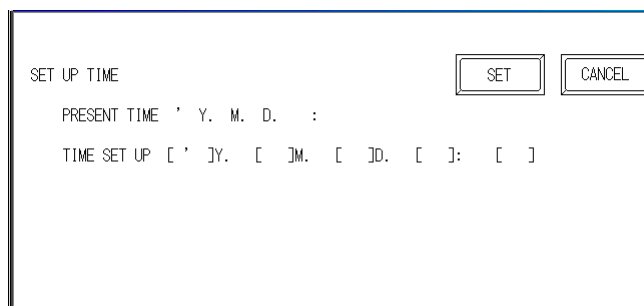 SET UP TIME SET CANCEL
PRESENT TIME ' Y. M. D. :
TIME SET UP [ ' ]Y. [ ]M. [ ]D. [ ]: [ ]